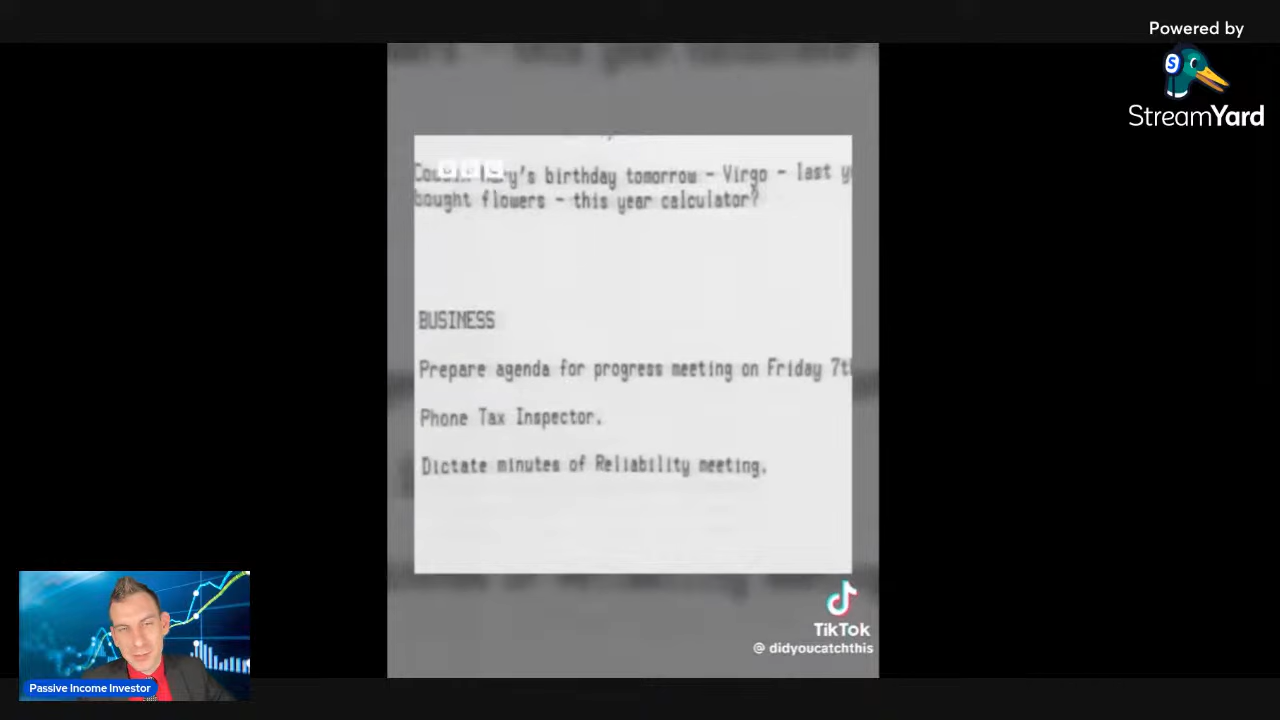 Powered by
StreamYard
BBC
birthday tomorrow - Virgo - last
bought flowers - this year calculator?
BUSINESS
Prepare agenda for progress meeting on Friday
Phone Tax Inspector.
Dictate minutes of Reliability meeting.
TikTok
@ didyoucatchthis
Passive Income Investor